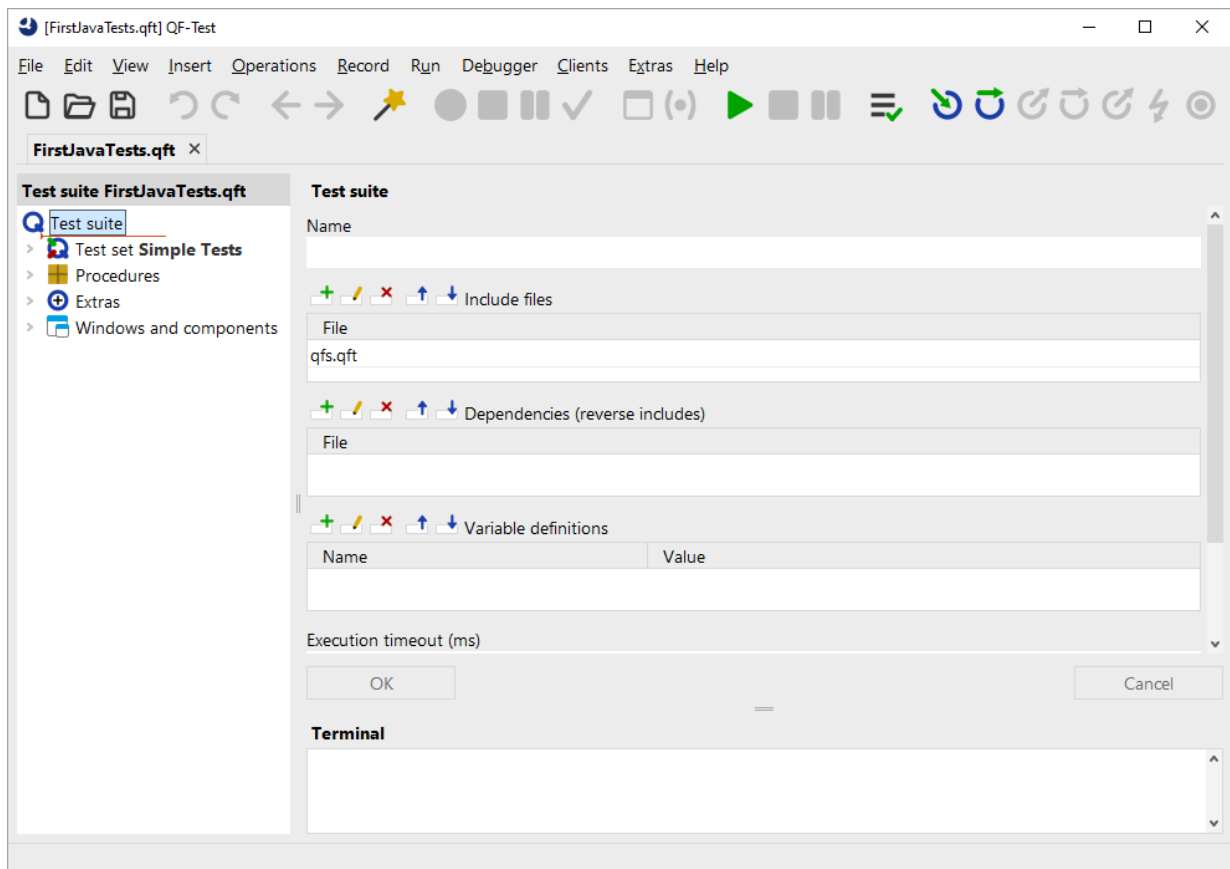 [FirstJavaTests.qft] QF-Test
File Edit View Insert Operations Record Run Debugger Clients Extras Help
FirstJavaTests.qft
Test suite FirstJavaTests.qft
Test suite
Test set Simple Tests
Procedures
Extras
Windows and components
Test suite
Name
Include files
File
qfs.qft
Dependencies (reverse includes)
File
Variable definitions
Name Value
Execution timeout (ms)
OK Cancel
Terminal